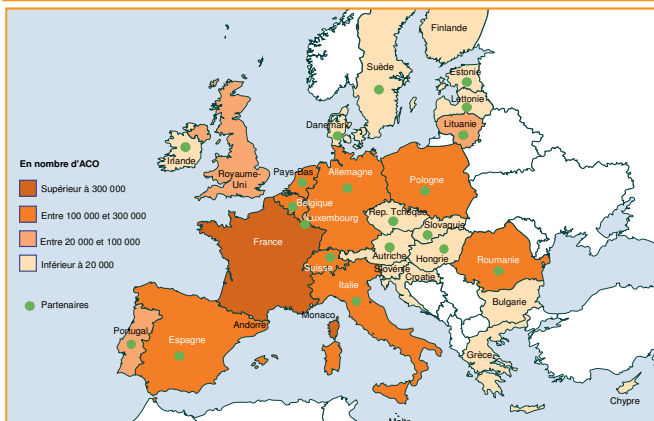 Finlande
Suède
Estonie
Lettonie
Danemark
Lituanie
Irlande
Royaume-
Uni
Pays-Bas
Allemagne
Pologne
Belgique
Luxembourg
Rep. Tchèque
Slovaquie
France
Autriche
Hongrie
Suisse
Slovénie
Croatie
Roumanie
Italie
Bulgarie
Monaco
Andorre
Portugal
Espagne
Grèce
Chypre
Malte
En nombre d'ACO
Supérieur à 300 000
Entre 100 000 et 300 000
Entre 20 000 et 100 000
Inférieur à 20 000
Partenaires